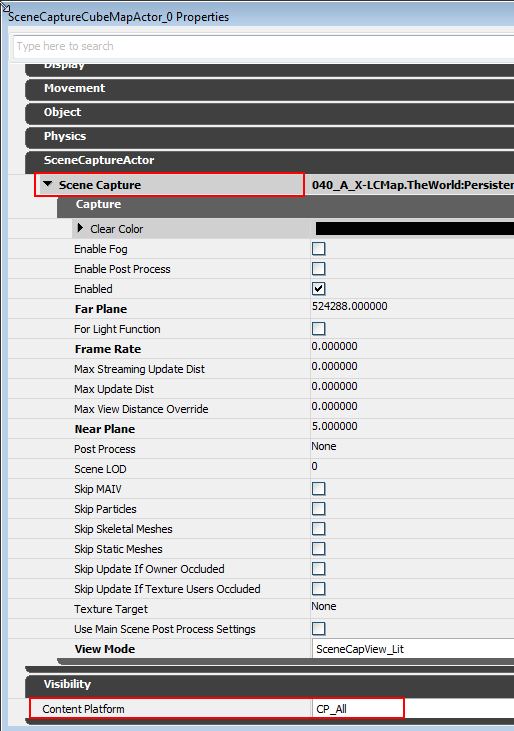 SceneCaptureCubeMapActor_0 Properties
Type here to search
Display
Movement
Object
Physics
SceneCaptureActor
Scene Capture 040_A_X-LCMap.TheWorld:Persisten
Capture
Clear Color
Enable Fog
Enable Post Process
Enabled
Far Plane 524288.000000
For Light Function
Frame Rate 0.000000
Max Streaming Update Dist 0.000000
Max Update Dist 0.000000
Max View Distance Override 0.000000
Near Plane 5.000000
Post Process None
Scene LOD 0
Skip MAIV
Skip Particles
Skip Skeletal Meshes
Skip Static Meshes
Skip Update If Owner Occluded
Skip Update If Texture Users Occluded
Texture Target None
Use Main Scene Post Process Settings
View Mode SceneCapView_Lit
Visibility
Content Platform CP_All